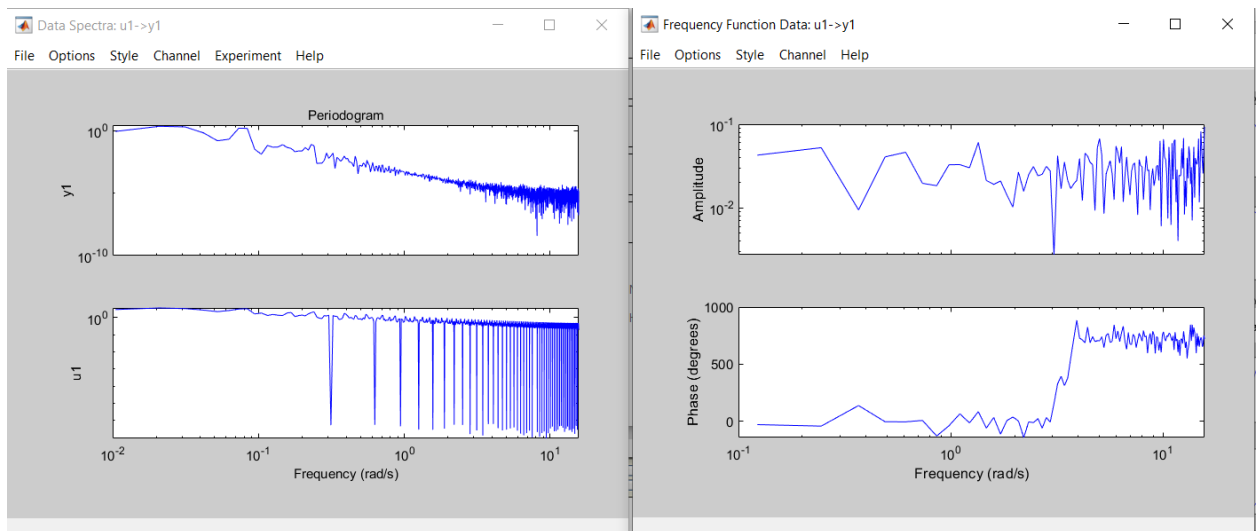 Data Spectra: u1->y1
File Options Style Channel Experiment Help
Periodogram
10^0
y1
10^-10
10^0
u1
10^-2 10^-1 10^0 10^1
Frequency (rad/s)
Frequency Function Data: u1->y1
File Options Style Channel Help
10^-1
Amplitude
10^-2
1000
Phase (degrees)
500
0
10^-1 10^0 10^1
Frequency (rad/s)